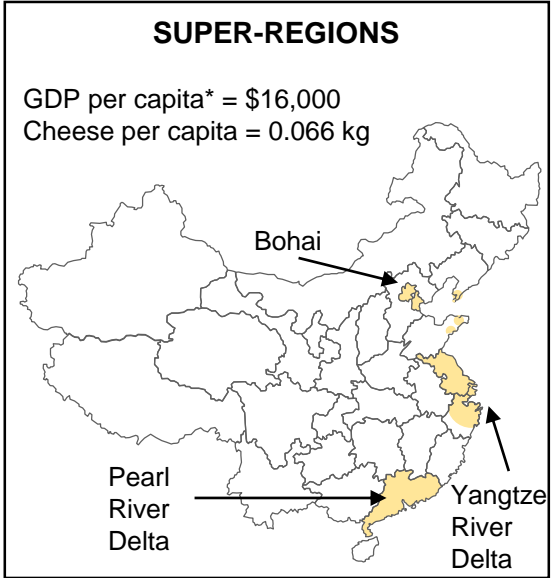 SUPER-REGIONS
GDP per capita* = $16,000
Cheese per capita = 0.066 kg
Bohai
Pearl
River
Delta
Yangtze
River
Delta